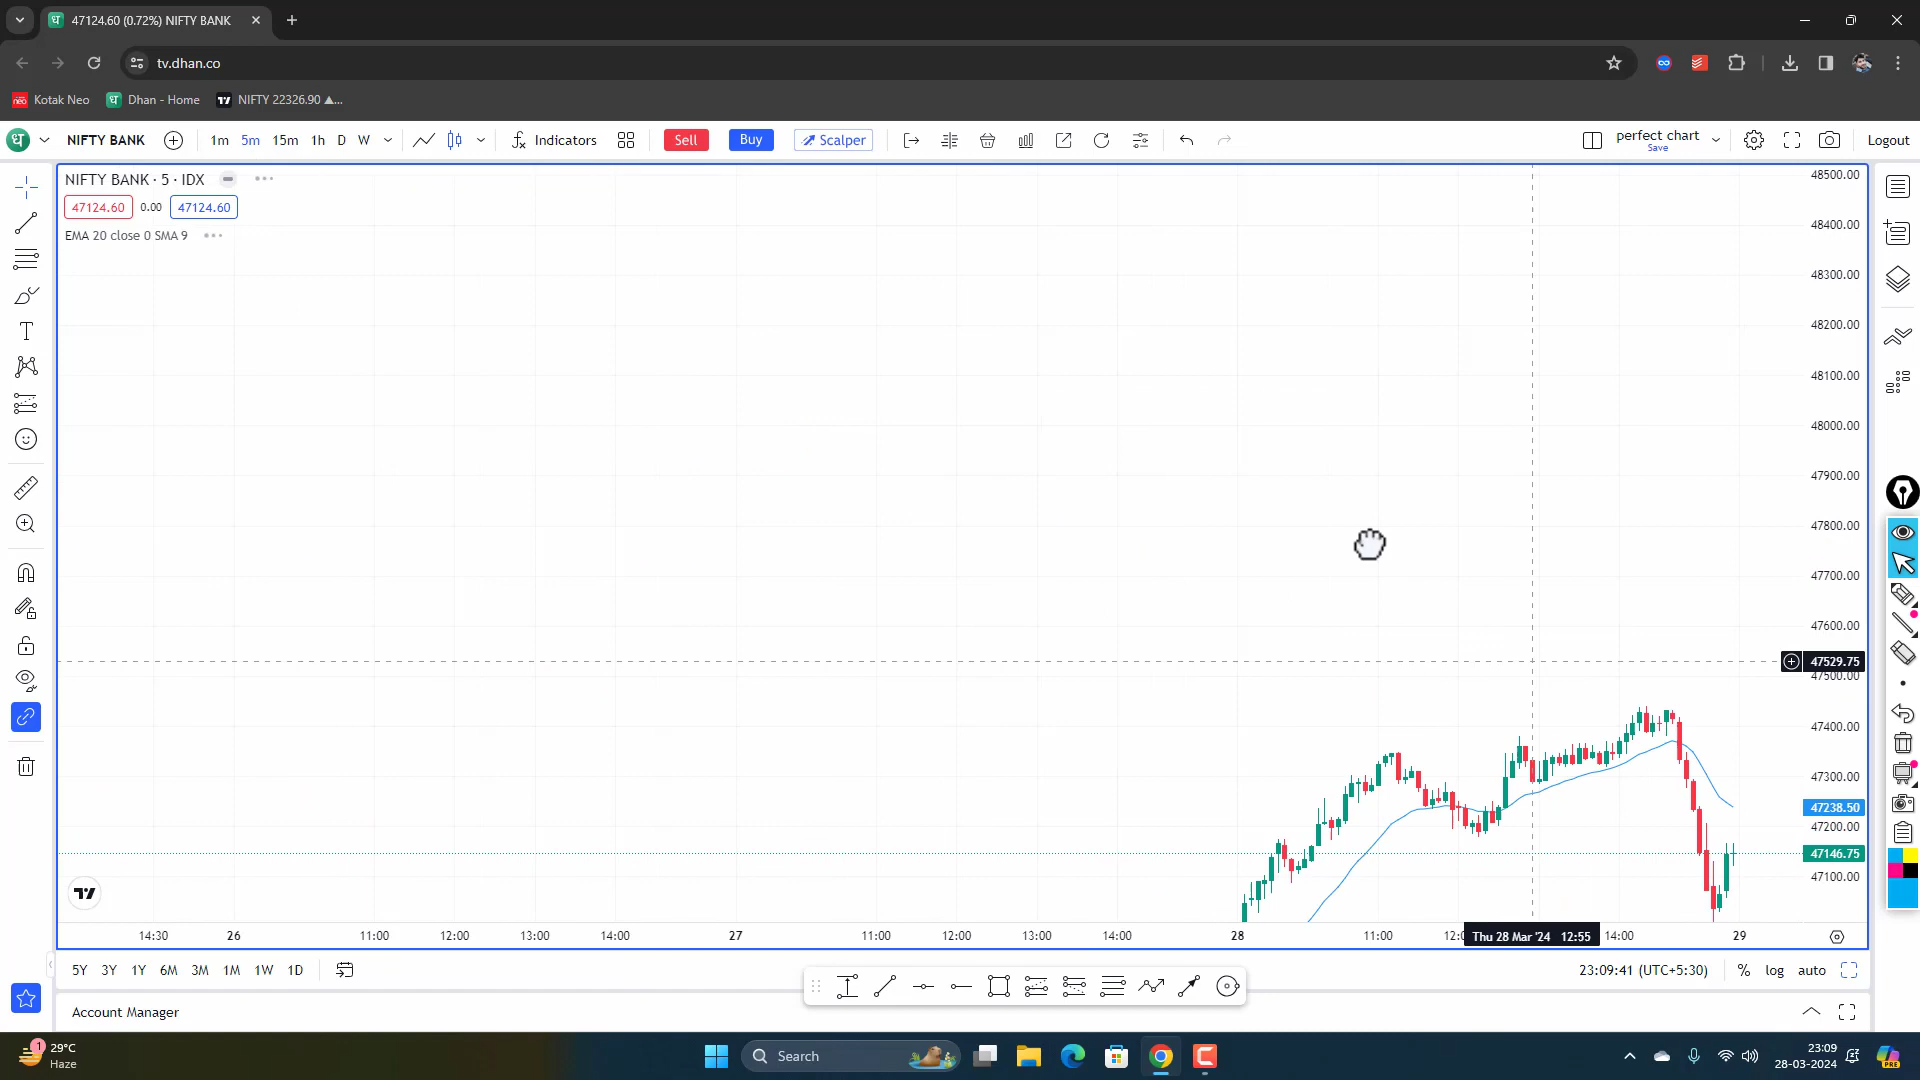 47124.60 (0.72%) NIFTY BANK
tv.dhan.co
Kotak Neo
Dhan - Home
NIFTY 22326.90 ▲...
NIFTY BANK 1m 5m 15m 1h D W Indicators Sell Buy Scalper
perfect chart
Save
Logout
NIFTY BANK · 5 · IDX
47124.60 0.00 47124.60
EMA 20 close 0 SMA 9
48500.00
48400.00
48300.00
48200.00
48100.00
48000.00
47900.00
47800.00
47700.00
47600.00
47529.75
47500.00
47400.00
47300.00
47238.50
47200.00
47146.75
47100.00
14:30 26 11:00 12:00 13:00 14:00 27 11:00 12:00 13:00 14:00 28 11:00 Thu 28 Mar '24 12:55 14:00 29
5Y 3Y 1Y 6M 3M 1M 1W 1D
23:09:41 (UTC+5:30) % log auto
Account Manager
1
29°C
Haze
Search
23:09
28-03-2024
PRE